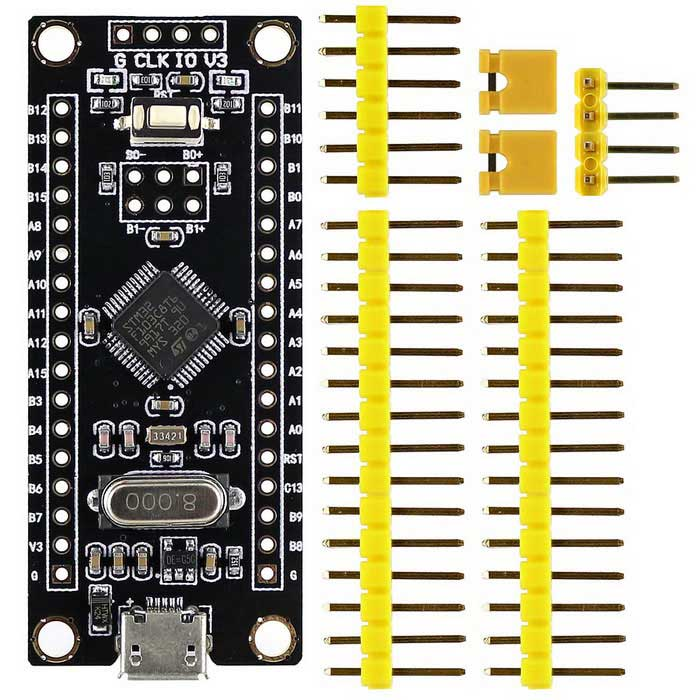 G CLK IO V3
RST
B12
B11
B13
B10
B14
B1
B0-
B0+
B15
B0
A8
A7
B1-
B1+
A9
A6
A10
A5
A11
A4
A12
A3
A15
A2
B3
A1
B4
A0
B5
RST
B6
C13
B7
B9
V3
B8
G
G
STM32
33421
8.000